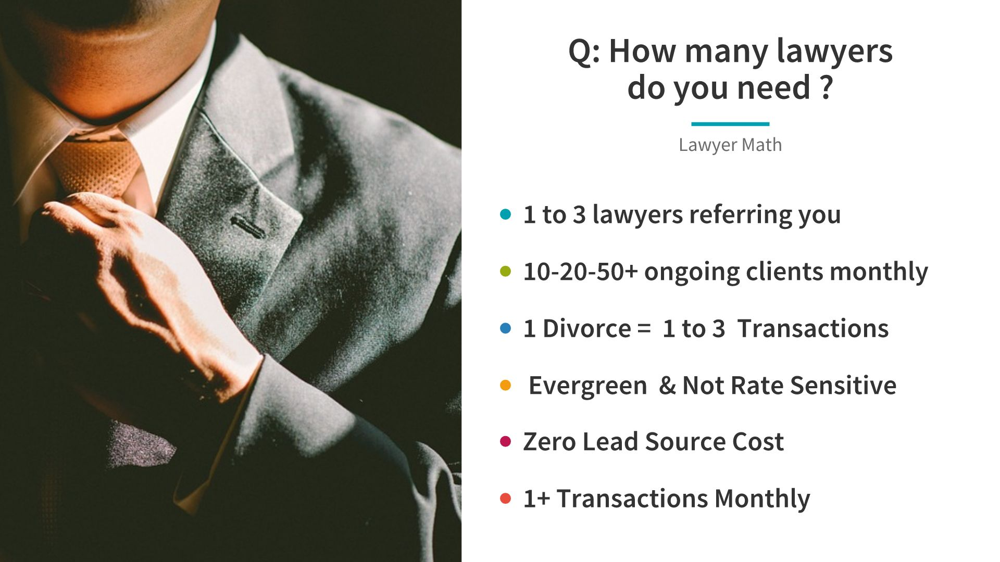 Q: How many lawyers
do you need ?
Lawyer Math
1 to 3 lawyers referring you
10-20-50+ ongoing clients monthly
1 Divorce = 1 to 3 Transactions
Evergreen & Not Rate Sensitive
Zero Lead Source Cost
1+ Transactions Monthly